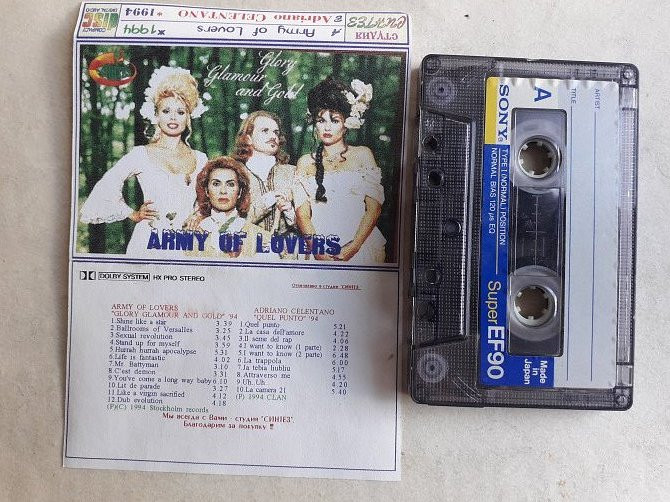 СТУДИЯ
СИНТЕЗ
A Army of Lovers *1994
B Adriano CELENTANO *1994
COMPACT
DISC
DIGITAL AUDIO
Glory
Glamour
and Gold
ARMY OF LOVERS
DOLBY SYSTEM HX PRO STEREO
ARMY OF LOVERS
"GLORY GLAMOUR AND GOLD" '94
1.Shine like a star 3.39
2.Ballrooms of Versailles 3.25
3.Sexual revolution 3.45
4.Stand up for myself 3.59
5.Hurrah hurrah apocalypse 5.31
6.Life is fantastic 4.02
7.Mr. Battyman 3.10
8.C'est demon 3.31
9.You've come a long way baby 6.10
10.Lit de parade 3.27
11.Like a virgin sacrified 4.12
12.Dub evolution 4.18
(P)(C) 1994 Stockholm records
ADRIANO CELENTANO
"QUEL PUNTO" '94
1.Quel punto 5.21
2.La casa dell'amore 4.22
3.Il seme del rap 4.06
4.I want to know (1 parte) 2.28
5.I want to know (2 parte) 6.48
6.La trappola 6.00
7.Ja tebia liubliu 5.17
8.Attraverso me 4.55
9.Uh, Uh 4.20
10.La camera 21 5.40
(P) 1994 CLAN
Мы всегда с Вами - студия "СИНТЕЗ"
Благодарим за покупку !!
SONY
A
TITLE
ARTIST
TYPE I (NORMAL) POSITION
NORMAL BIAS 120 µs EQ
Super EF90
Made
in
Japan